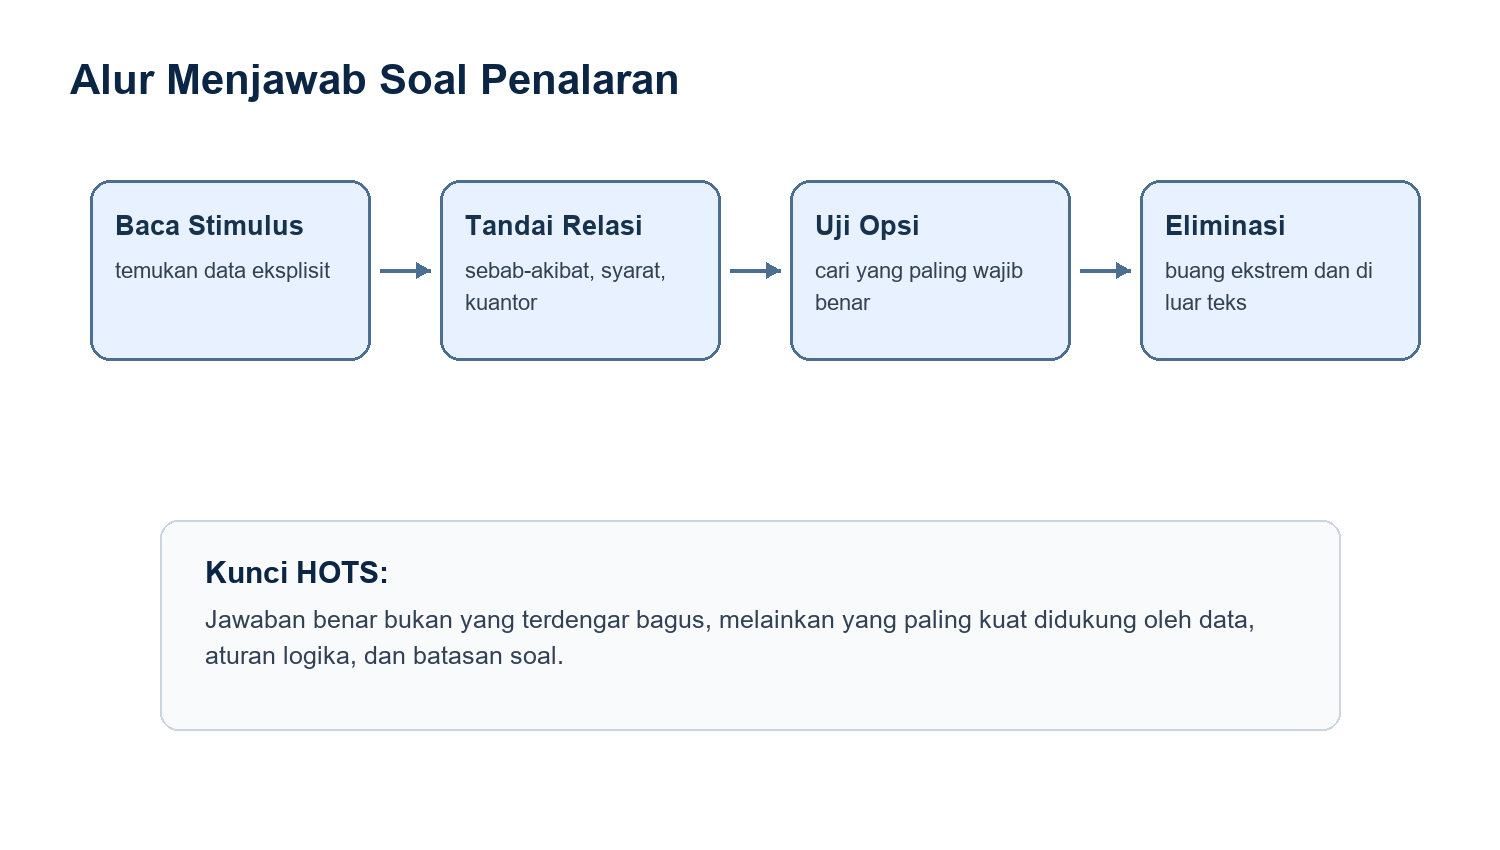 Alur Menjawab Soal Penalaran
Baca Stimulus
temukan data eksplisit
Tandai Relasi
sebab-akibat, syarat,
kuantor
Uji Opsi
cari yang paling wajib
benar
Eliminasi
buang ekstrem dan di
luar teks
Kunci HOTS:
Jawaban benar bukan yang terdengar bagus, melainkan yang paling kuat didukung oleh data,
aturan logika, dan batasan soal.